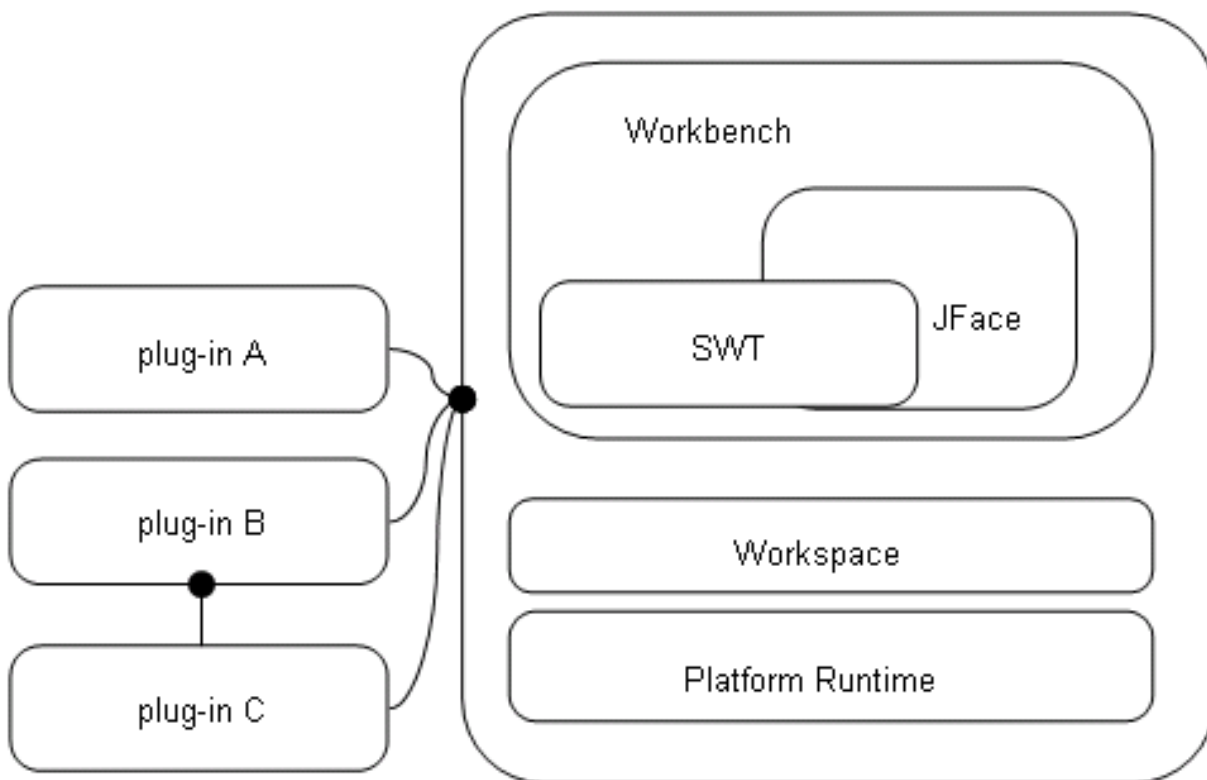 Workbench
JFace
SWT
plug-in A
plug-in B
plug-in C
Workspace
Platform Runtime